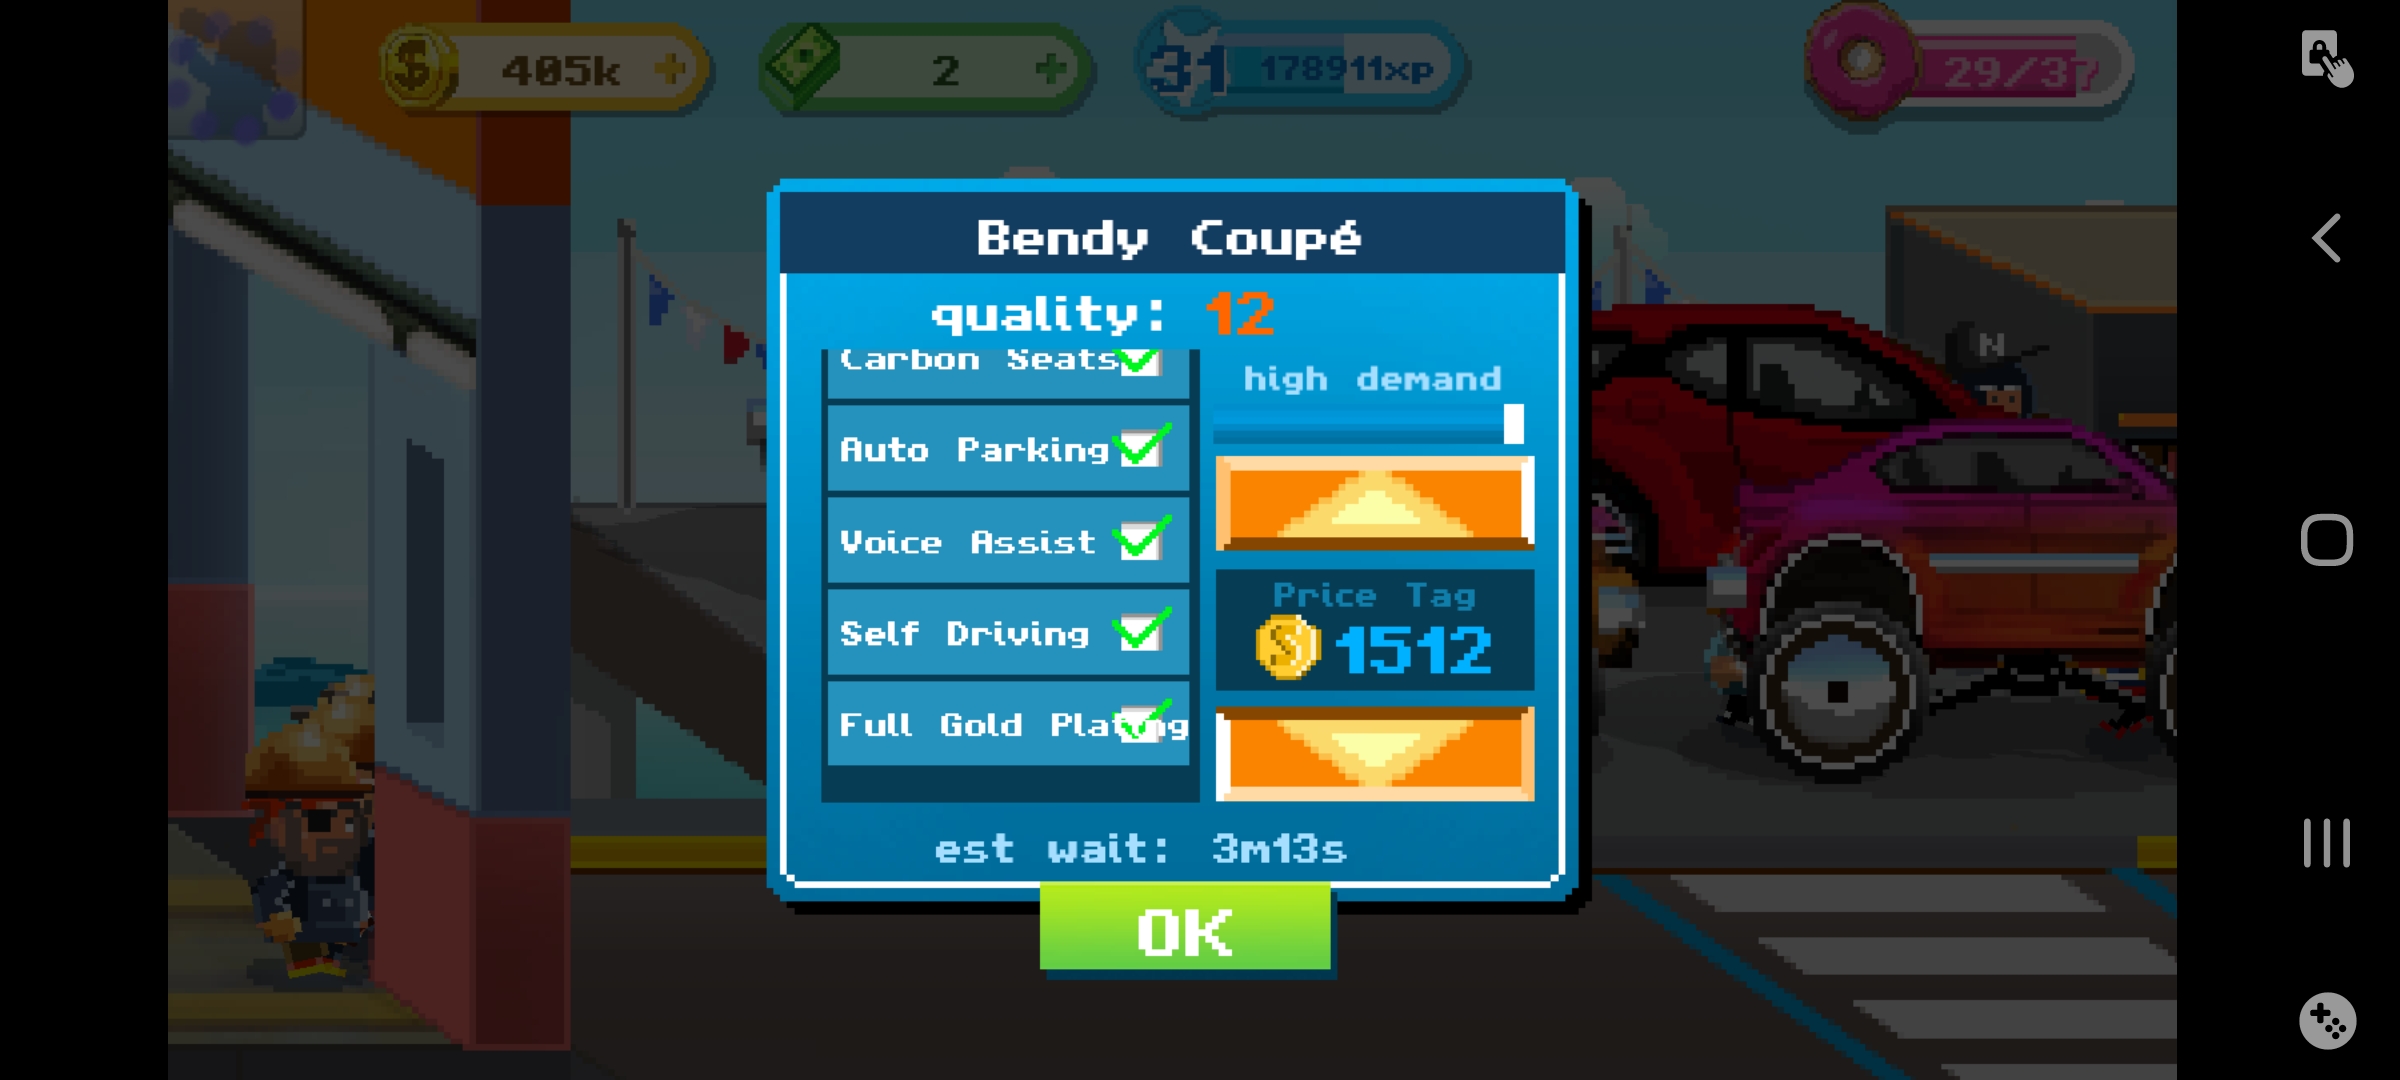 405k
2
31
178911xp
29/37
Bendy Coupé
quality: 12
Carbon Seats
high demand
Auto Parking
Voice Assist
Price Tag
Self Driving
1512
Full Gold Plating
est wait: 3m13s
OK
N